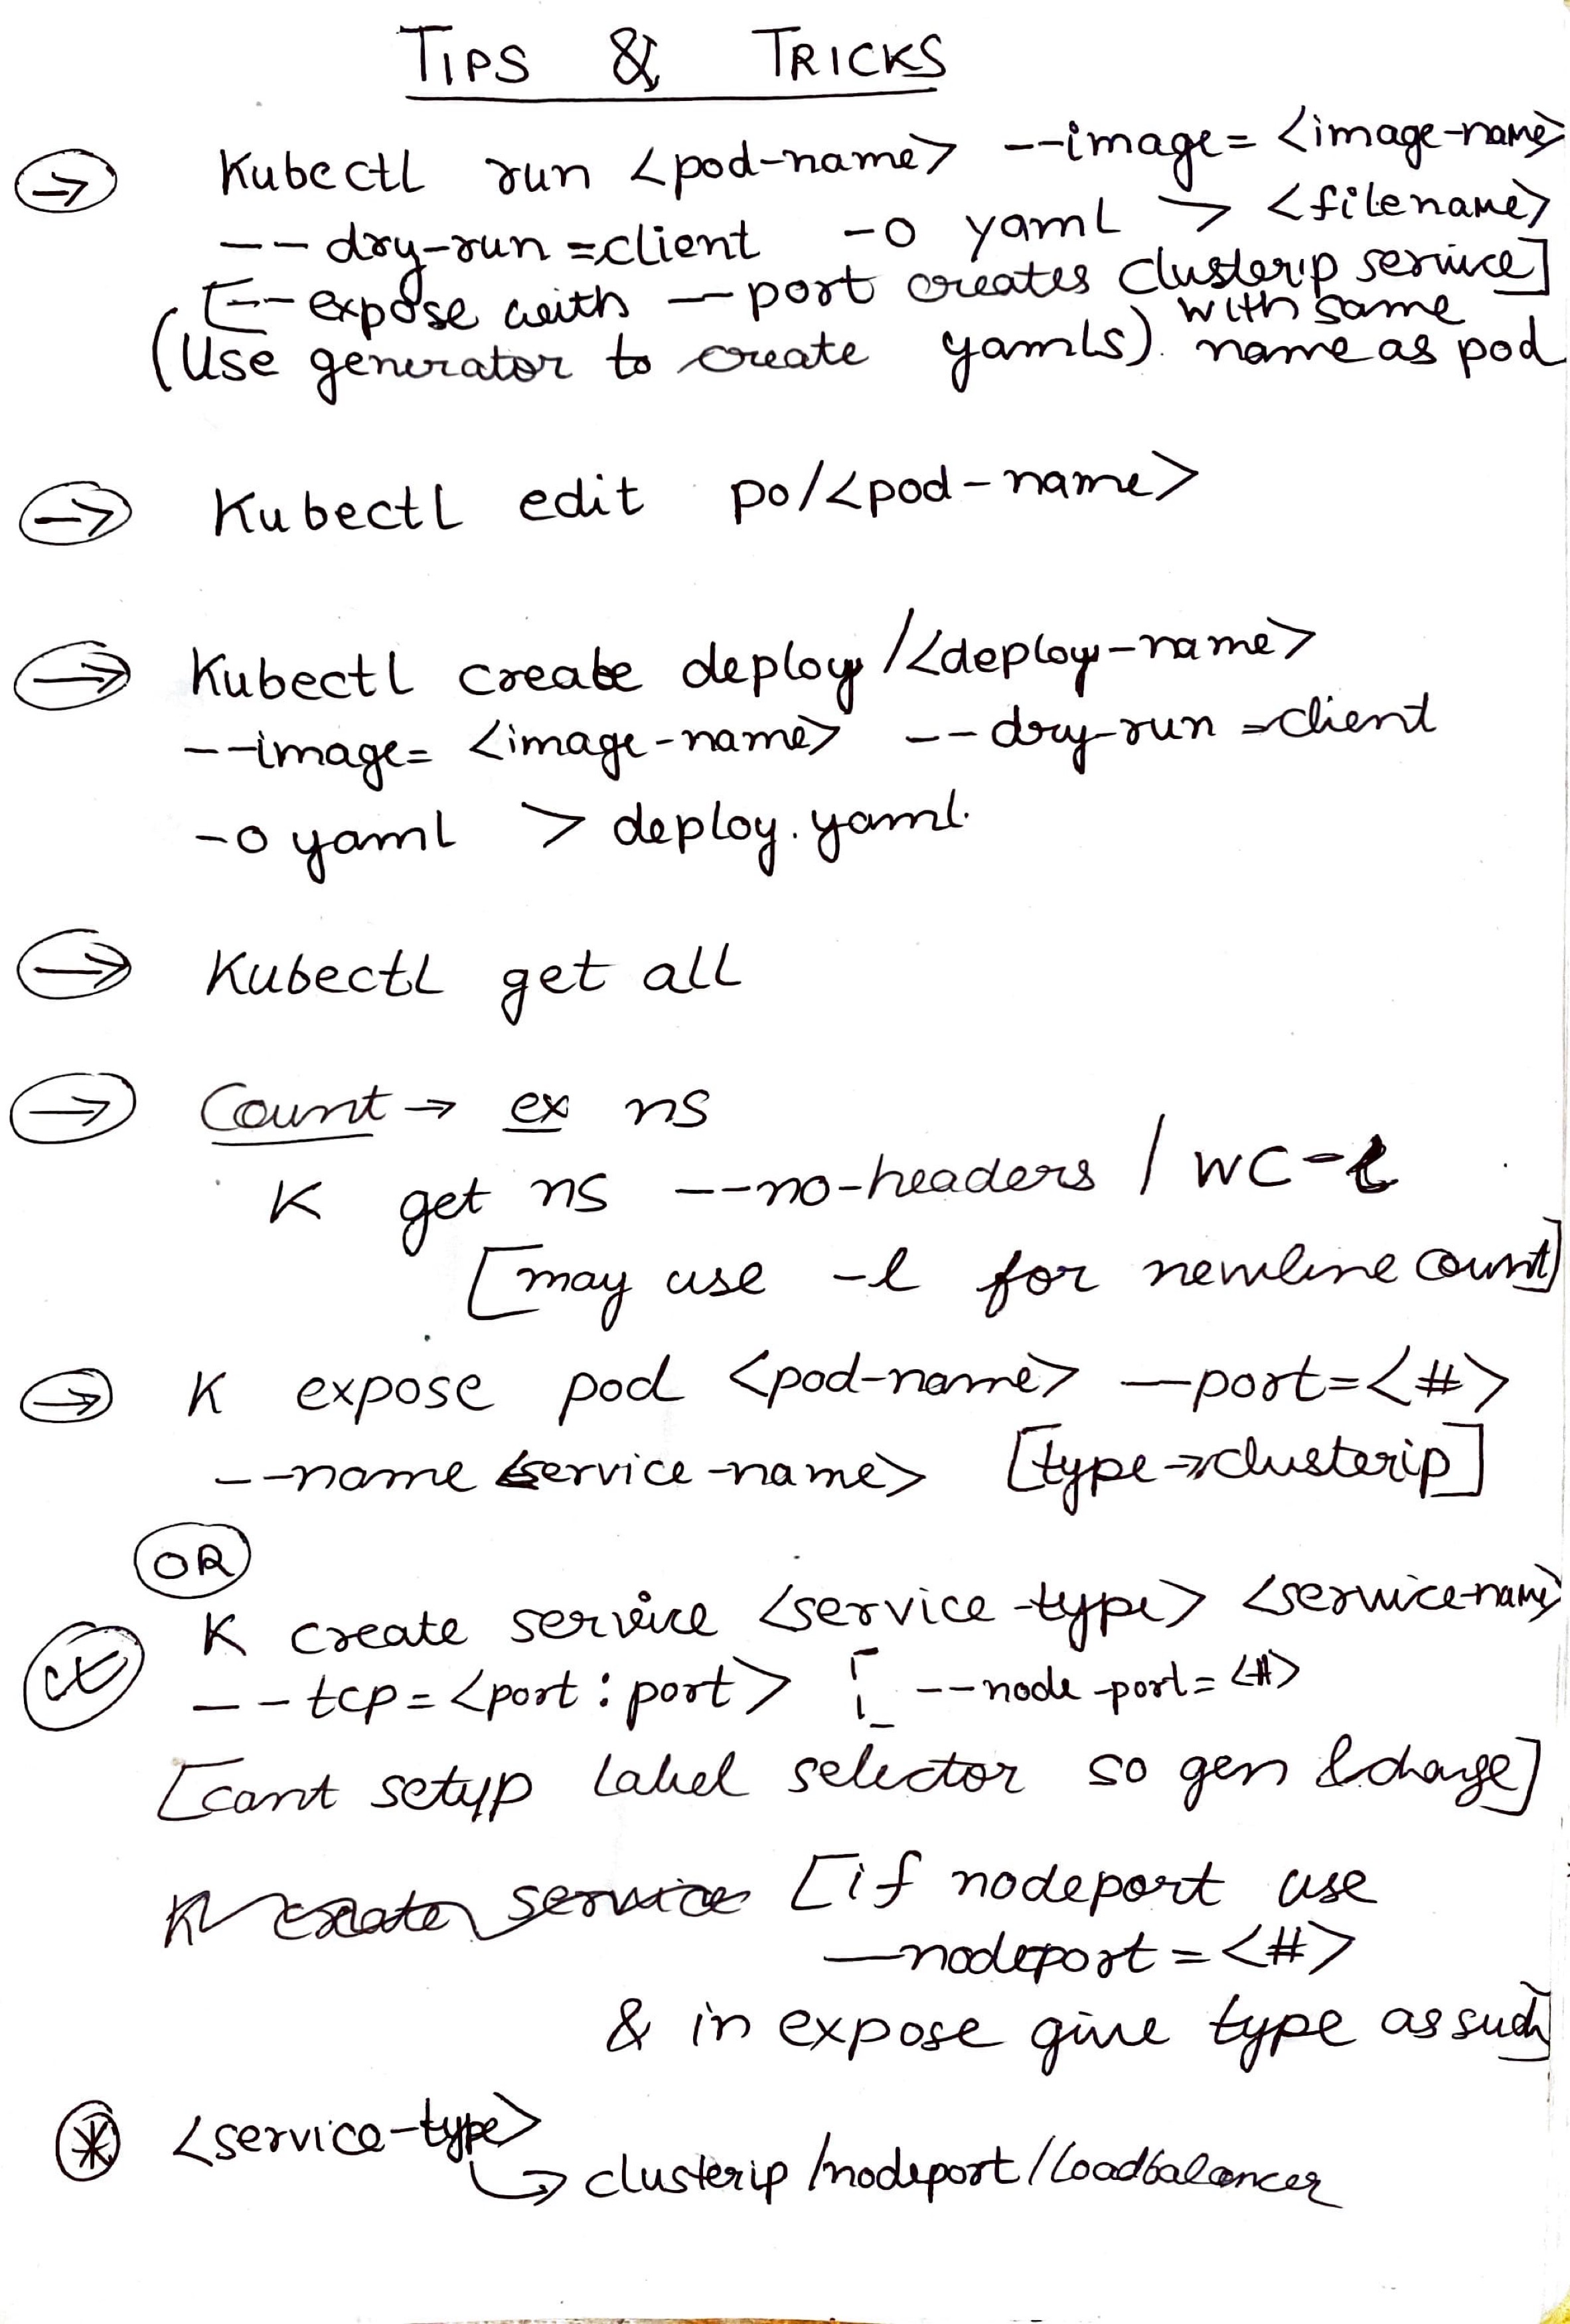 TIPS & TRICKS
→ Kubectl run <pod-name> --image= <image-name>
--dry-run =client -o yaml > <filename>
[--expose with --port creates clusterip service]
with same
(Use generator to create yamls). name as pod
→ Kubectl edit po/<pod-name>
→ Kubectl create deploy /<deploy-name>
--image= <image-name> --dry-run =client
-o yaml > deploy.yaml.
→ Kubectl get all
→ Count → ex ns
K get ns --no-headers | wc -l
[may use -l for newline count]
→ K expose pod <pod-name> —port=<#>
--name <service-name> [type → clusterip]
OR
K create service <service-type> <service-name>
--tcp = <port : port> [ --node-port= <#>
[cant setup label selector so gen & change]
K create service [if nodeport use
—nodeport = <#>
& in expose give type as such]
* <service-type>
↳ clusterip /nodeport /loadbalancer